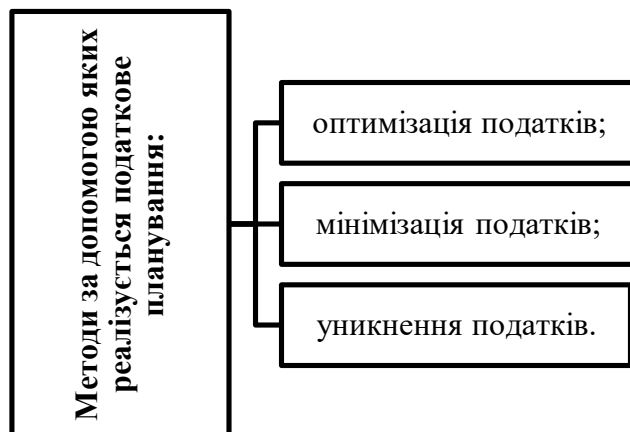 Методи за допомогою яких
реалізується податкове
планування:
оптимізація податків;
мінімізація податків;
уникнення податків.